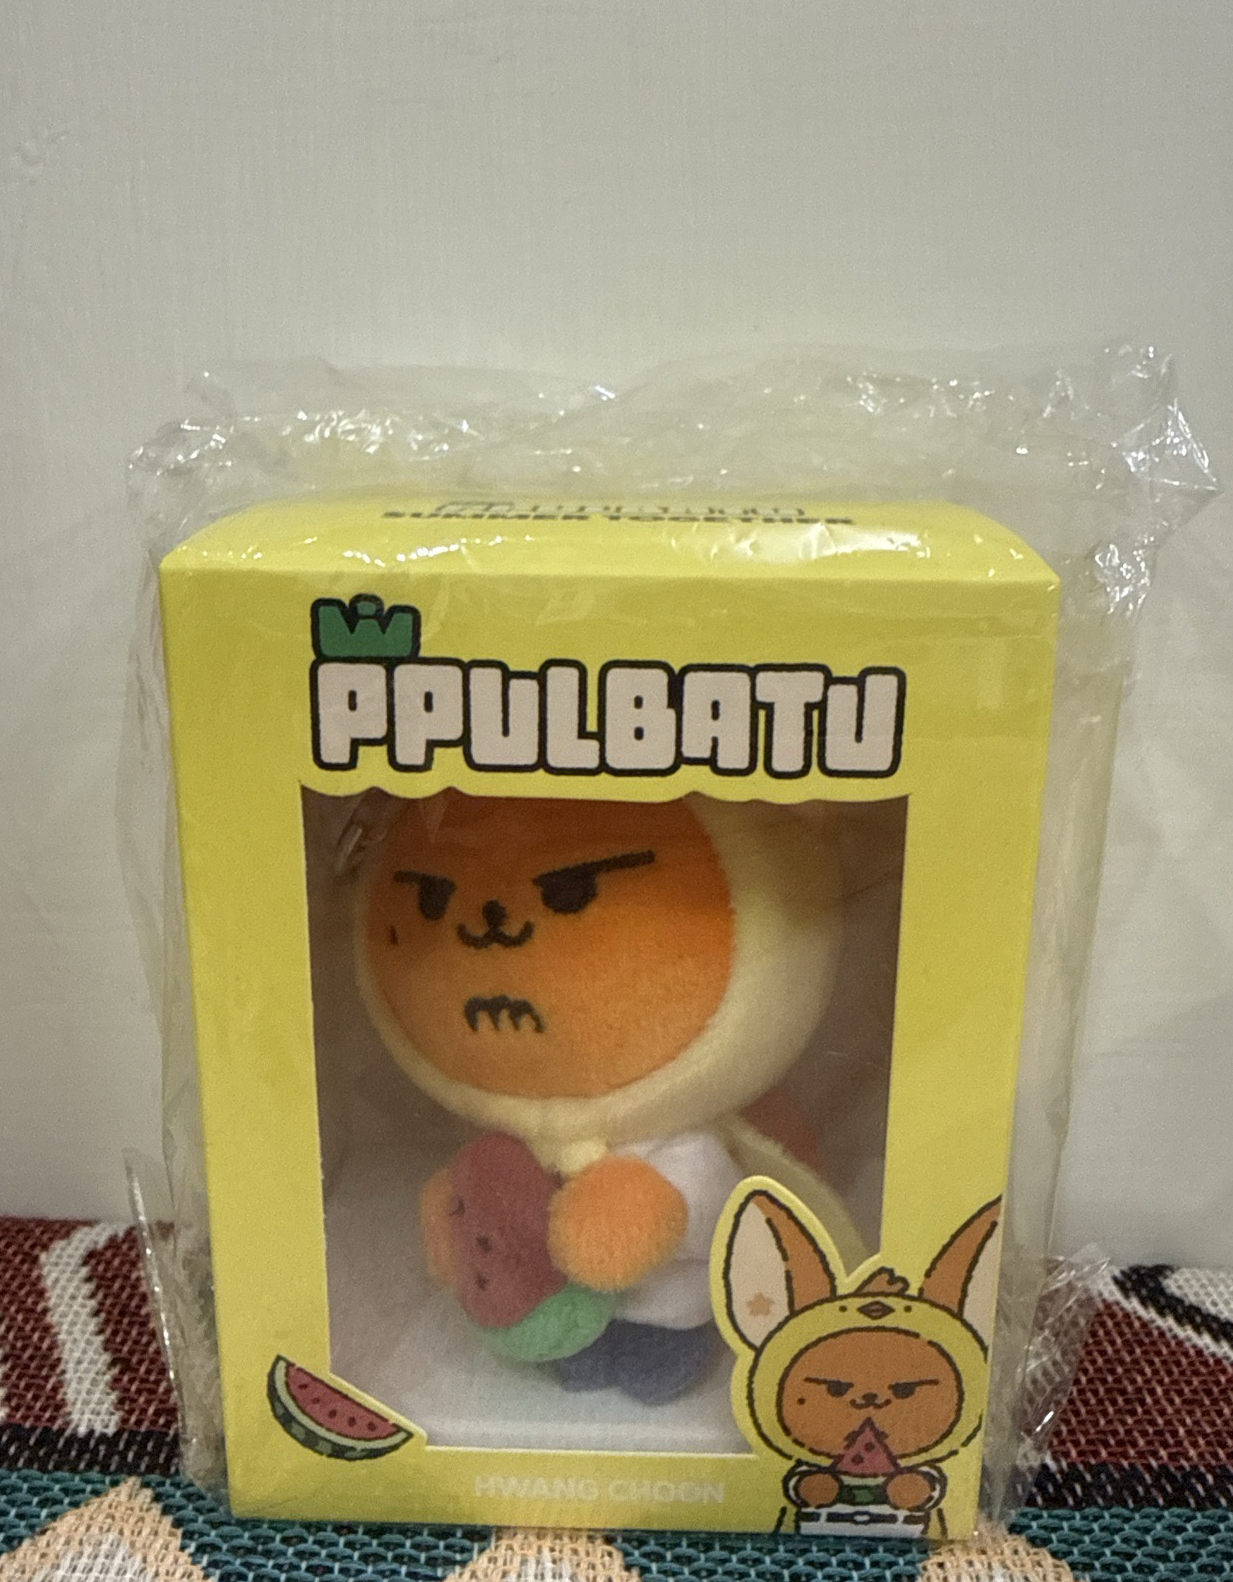 SUMMER TOGETHER
PPULBATU
HWANG CHOON